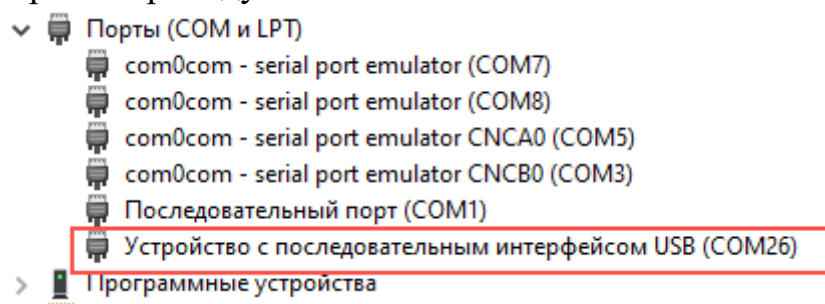 Порты (COM и LPT)
com0com - serial port emulator (COM7)
com0com - serial port emulator (COM8)
com0com - serial port emulator CNCA0 (COM5)
com0com - serial port emulator CNCB0 (COM3)
Последовательный порт (COM1)
Устройство с последовательным интерфейсом USB (COM26)
Программные устройства